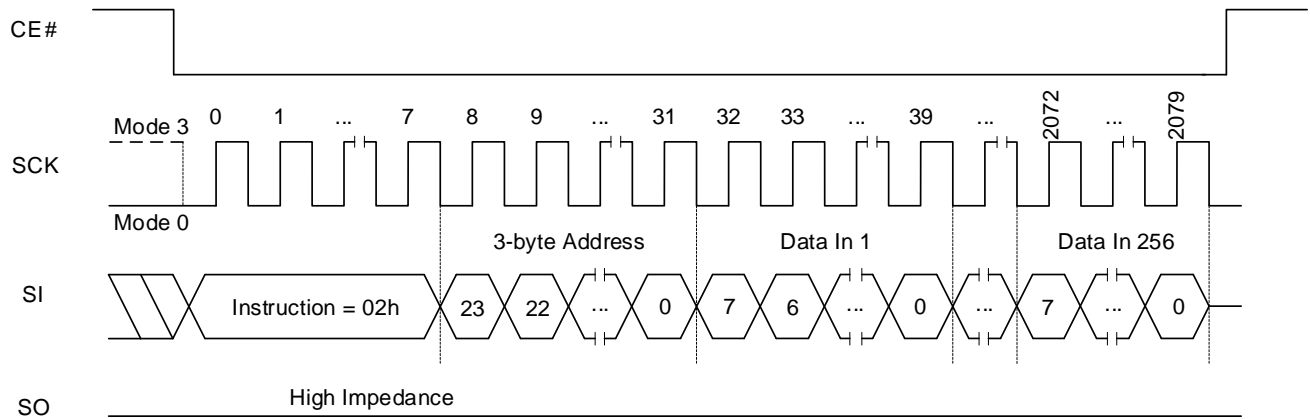 CE#
0 1 ... 7 8 9 ... 31 32 33 ... 39 ... 2072 ... 2079
Mode 3
SCK
Mode 0
3-byte Address Data In 1 Data In 256
SI Instruction = 02h 23 22 ... 0 7 6 ... 0 ... 7 ... 0
High Impedance
SO